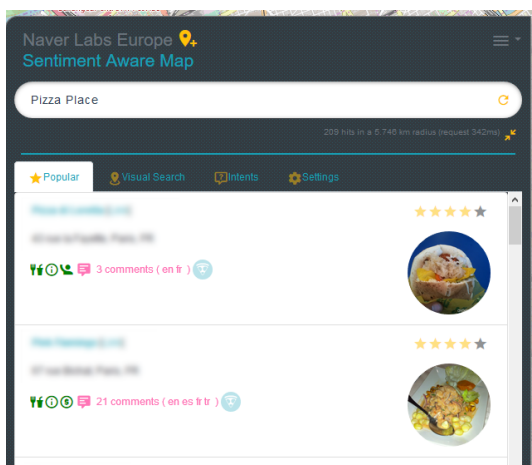 Naver Labs Europe
Sentiment Aware Map
Pizza Place
209 hits in a 5.746 km radius (request 342ms)
Popular
Visual Search
Intents
Settings
3 comments ( en fr )
21 comments ( en es fr tr )